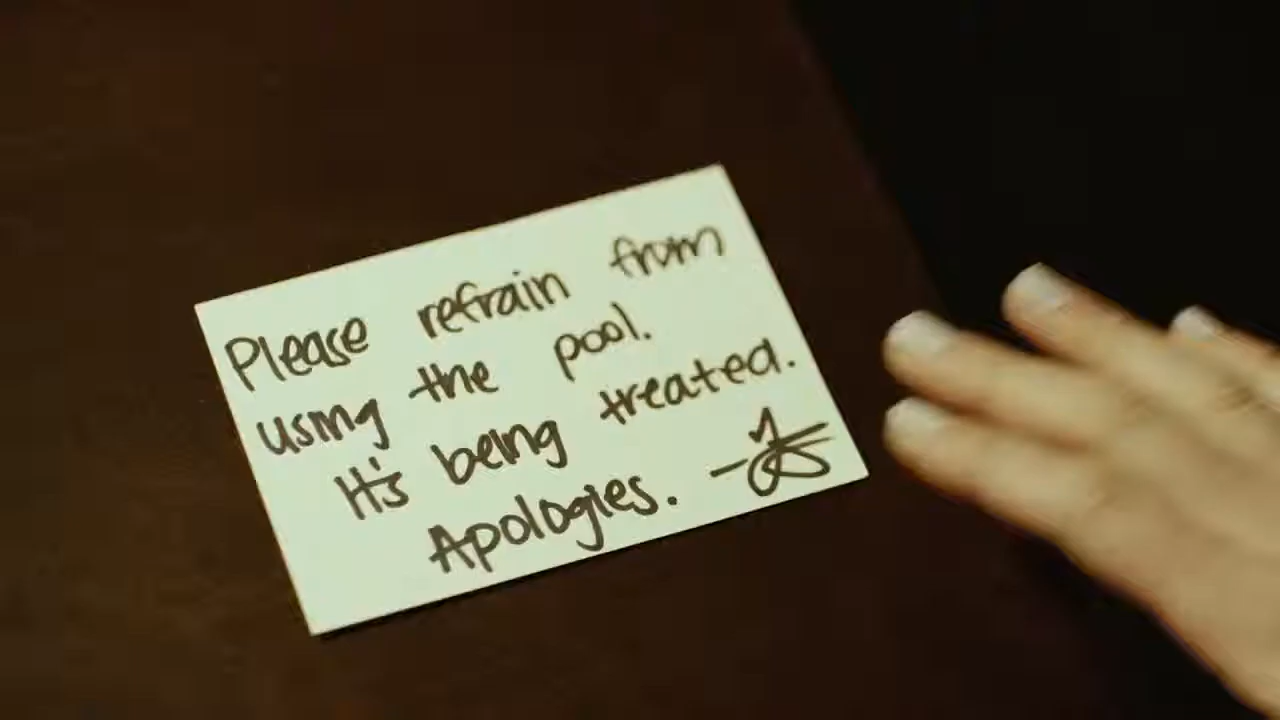 Please refrain from
using the pool.
It's being treated.
Apologies.